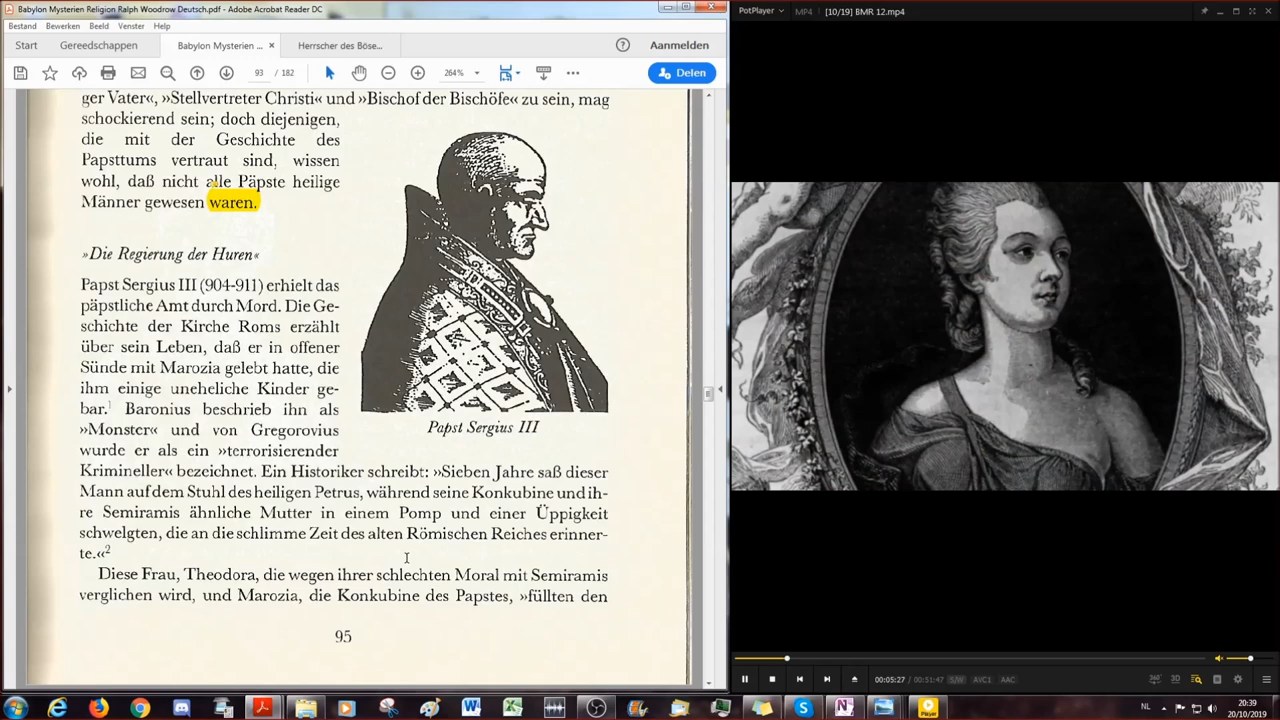 Babylon Mysterien Religion Ralph Woodrow Deutsch.pdf - Adobe Acrobat Reader DC
Bestand Bewerken Beeld Venster Help
Start Gereedschappen Babylon Mysterien ... × Herrscher des Böse... Aanmelden
93 / 182 264% Delen
ger Vater«, »Stellvertreter Christi« und »Bischof der Bischöfe« zu sein, mag
schockierend sein; doch diejenigen,
die mit der Geschichte des
Papsttums vertraut sind, wissen
wohl, daß nicht alle Päpste heilige
Männer gewesen waren.
»Die Regierung der Huren«
Papst Sergius III (904-911) erhielt das
päpstliche Amt durch Mord. Die Ge-
schichte der Kirche Roms erzählt
über sein Leben, daß er in offener
Sünde mit Marozia gelebt hatte, die
ihm einige uneheliche Kinder ge-
bar.¹ Baronius beschrieb ihn als
»Monster« und von Gregorovius
wurde er als ein »terrorisierender
Papst Sergius III
Krimineller« bezeichnet. Ein Historiker schreibt: »Sieben Jahre saß dieser
Mann auf dem Stuhl des heiligen Petrus, während seine Konkubine und ih-
re Semiramis ähnliche Mutter in einem Pomp und einer Üppigkeit
schwelgten, die an die schlimme Zeit des alten Römischen Reiches erinner-
te.«²
Diese Frau, Theodora, die wegen ihrer schlechten Moral mit Semiramis
verglichen wird, und Marozia, die Konkubine des Papstes, »füllten den
95
PotPlayer MP4 [10/19] BMR 12.mp4
00:05:27 / 00:51:47 S/W AVC1 AAC
360° 3D
NL 20:39
20/10/2019
Player